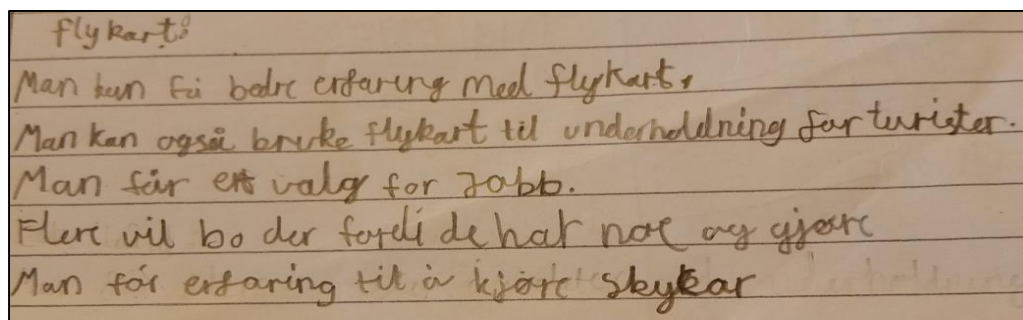 flykart:
Man kan få bedre erfaring med flykart.
Man kan også bruke flykart til underholdning for turister.
Man får ett valg for Jobb.
Flere vil bo der fordi de har noe og gjøre
Man får erfaring til å kjøre skykar